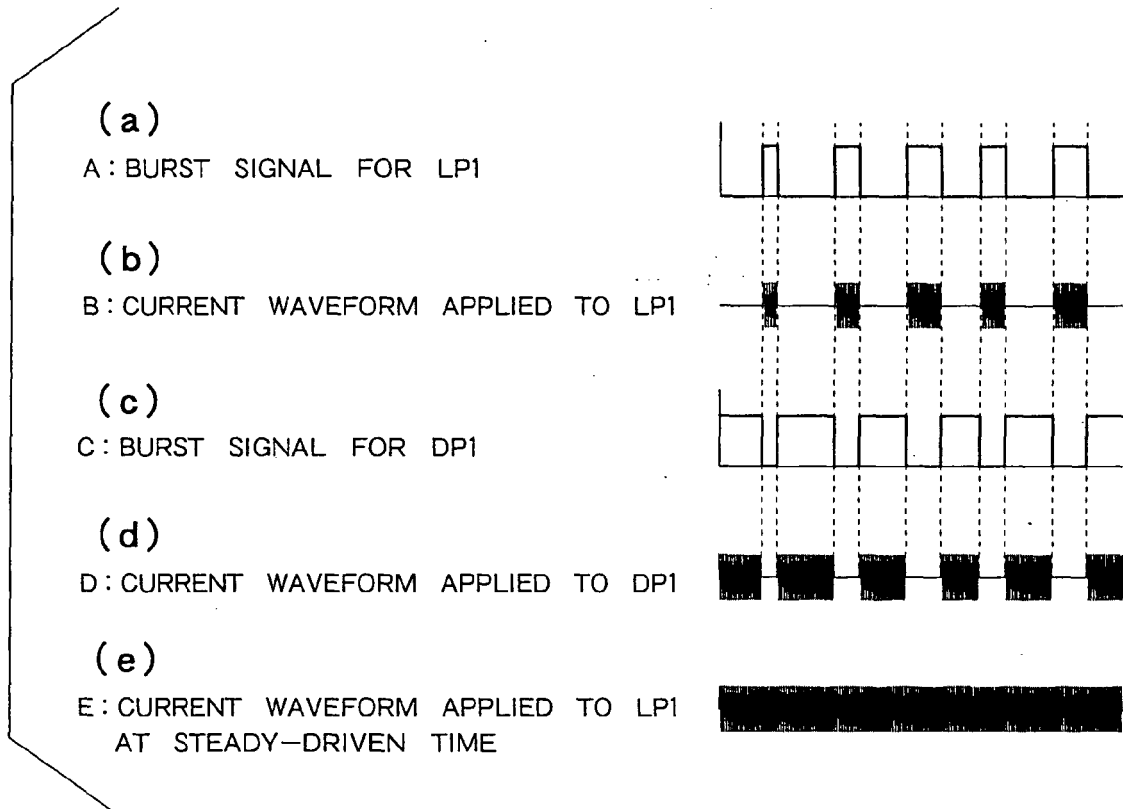 (a)
A : BURST SIGNAL FOR LP1
(b)
B : CURRENT WAVEFORM APPLIED TO LP1
(c)
C : BURST SIGNAL FOR DP1
(d)
D : CURRENT WAVEFORM APPLIED TO DP1
(e)
E : CURRENT WAVEFORM APPLIED TO LP1
AT STEADY-DRIVEN TIME